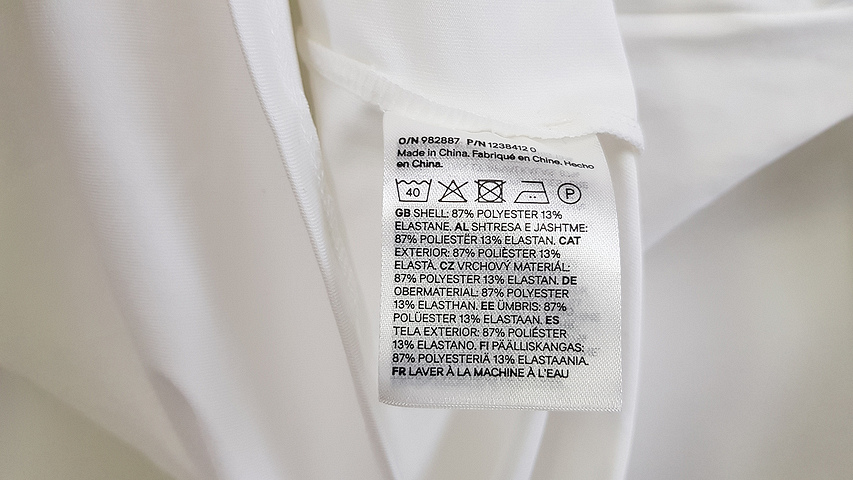 O/N 982887 P/N 1238412 0
Made in China. Fabriqué en Chine. Hecho
en China.
40 P
GB SHELL: 87% POLYESTER 13%
ELASTANE. AL SHTRESA E JASHTME:
87% POLIESTËR 13% ELASTAN. CAT
EXTERIOR: 87% POLIÈSTER 13%
ELASTÀ. CZ VRCHOVÝ MATERIÁL:
87% POLYESTER 13% ELASTAN. DE
OBERMATERIAL: 87% POLYESTER
13% ELASTHAN. EE ÜMBRIS: 87%
POLÜESTER 13% ELASTAAN. ES
TELA EXTERIOR: 87% POLIÉSTER
13% ELASTANO. FI PÄÄLLISKANGAS:
87% POLYESTERIÄ 13% ELASTAANIA.
FR LAVER À LA MACHINE À L'EAU